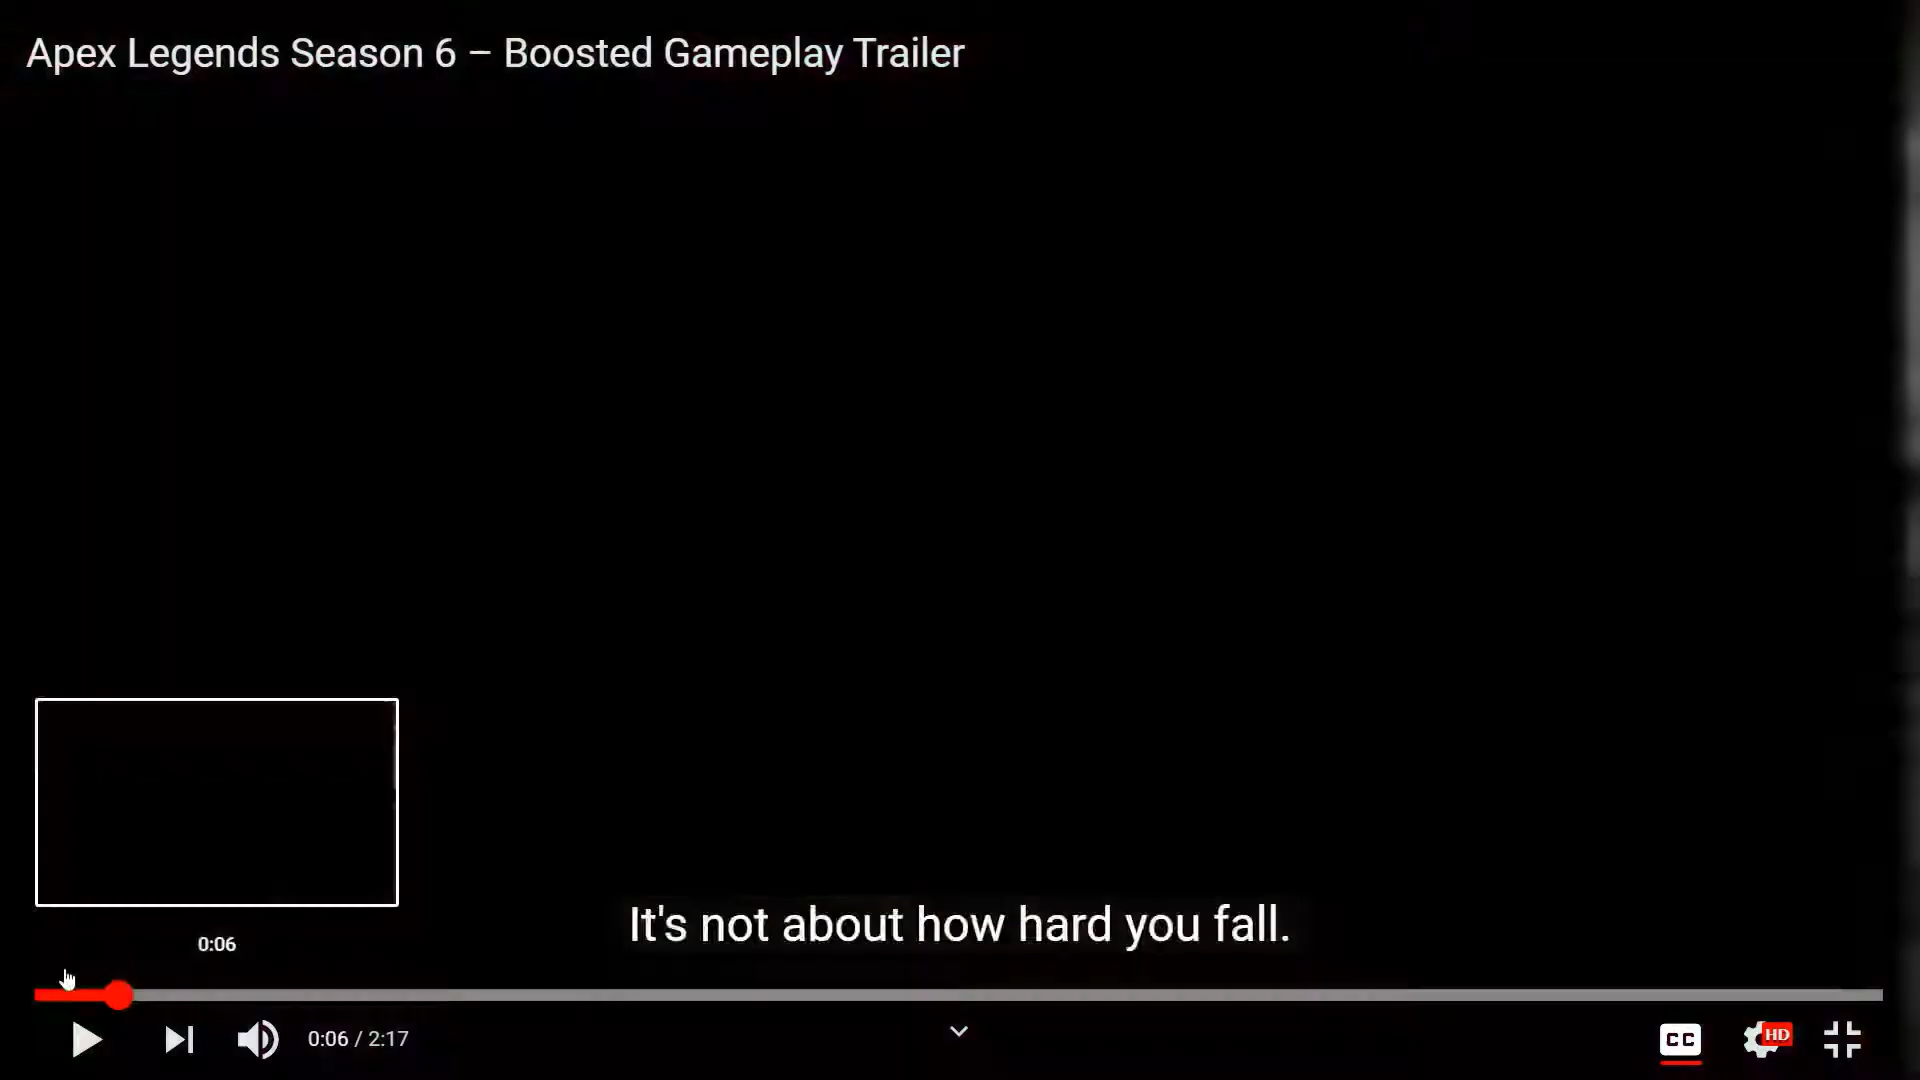 Apex Legends Season 6 – Boosted Gameplay Trailer
It's not about how hard you fall.
0:06
0:06 / 2:17
CC
HD